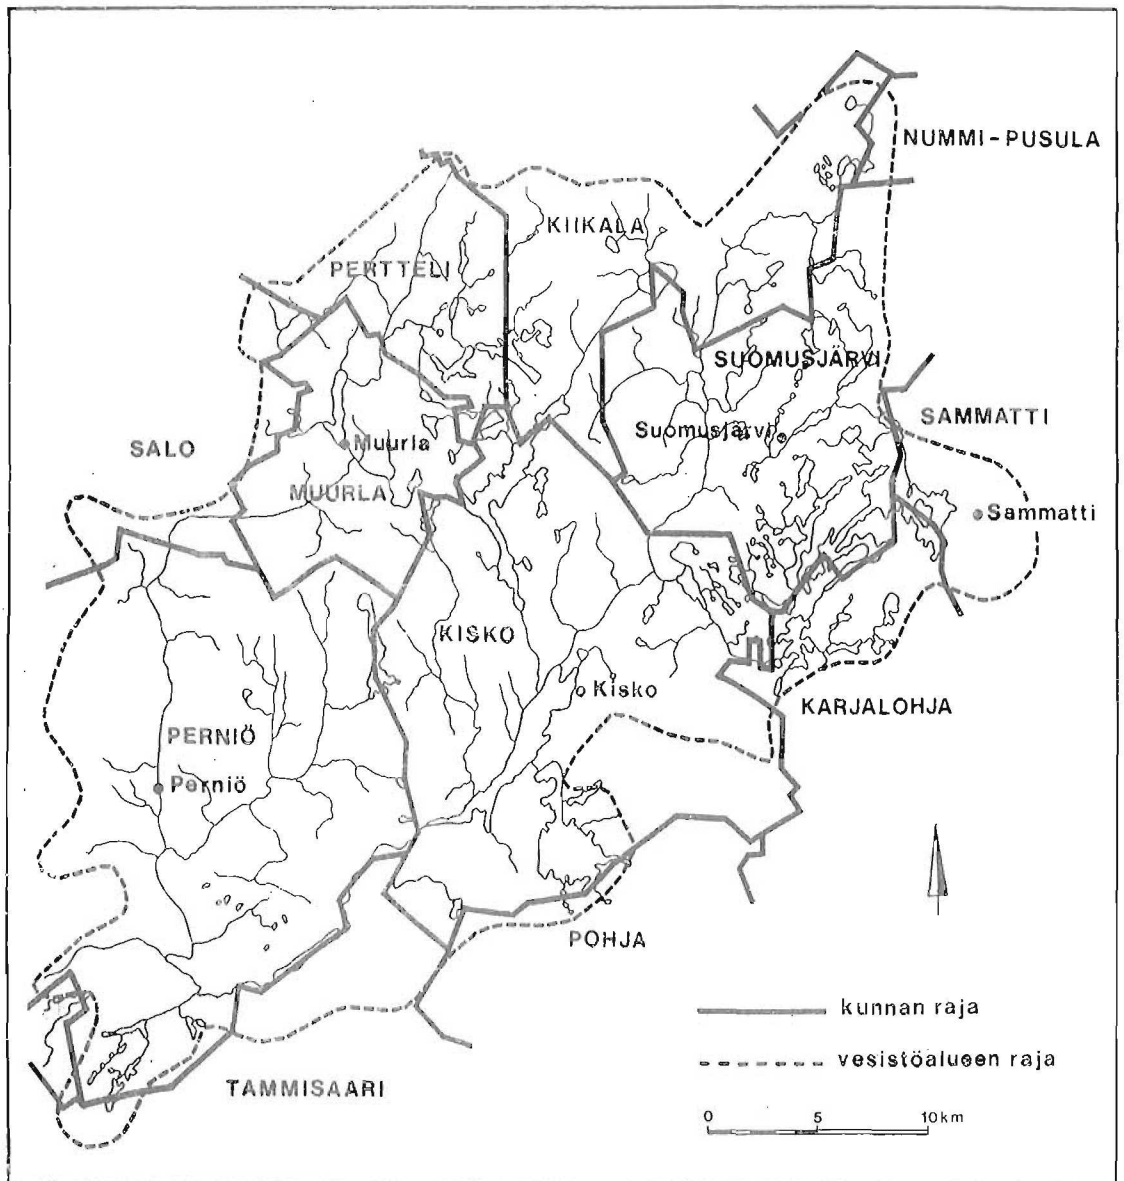 NUMMI-PUSULA
KIIKALA
PERTTELI
SUOMUSJÄRVI
SAMMATTI
Suomusjärvi
SALO
Muurla
MUURLA
Sammatti
KISKO
Kisko
KARJALOHJA
PERNIÖ
Perniö
POHJA
kunnan raja
vesistöalueen raja
TAMMISAARI
0 5 10km